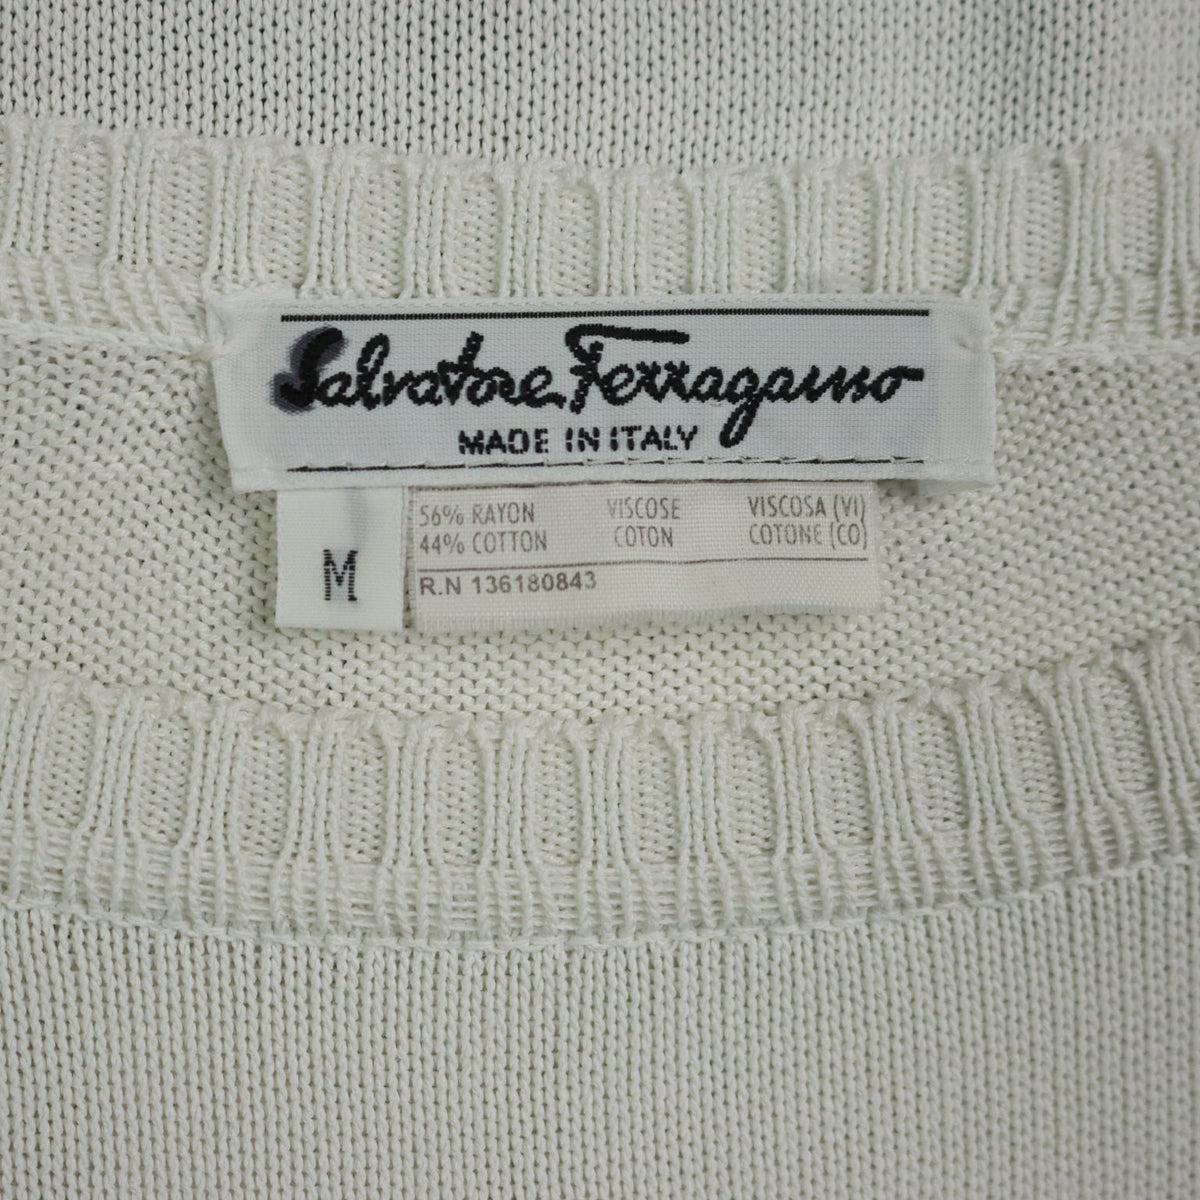 Salvatore Ferragamo
MADE IN ITALY
M
56% RAYON VISCOSE VISCOSA (VI)
44% COTTON COTON COTONE (CO)
R.N 136180843